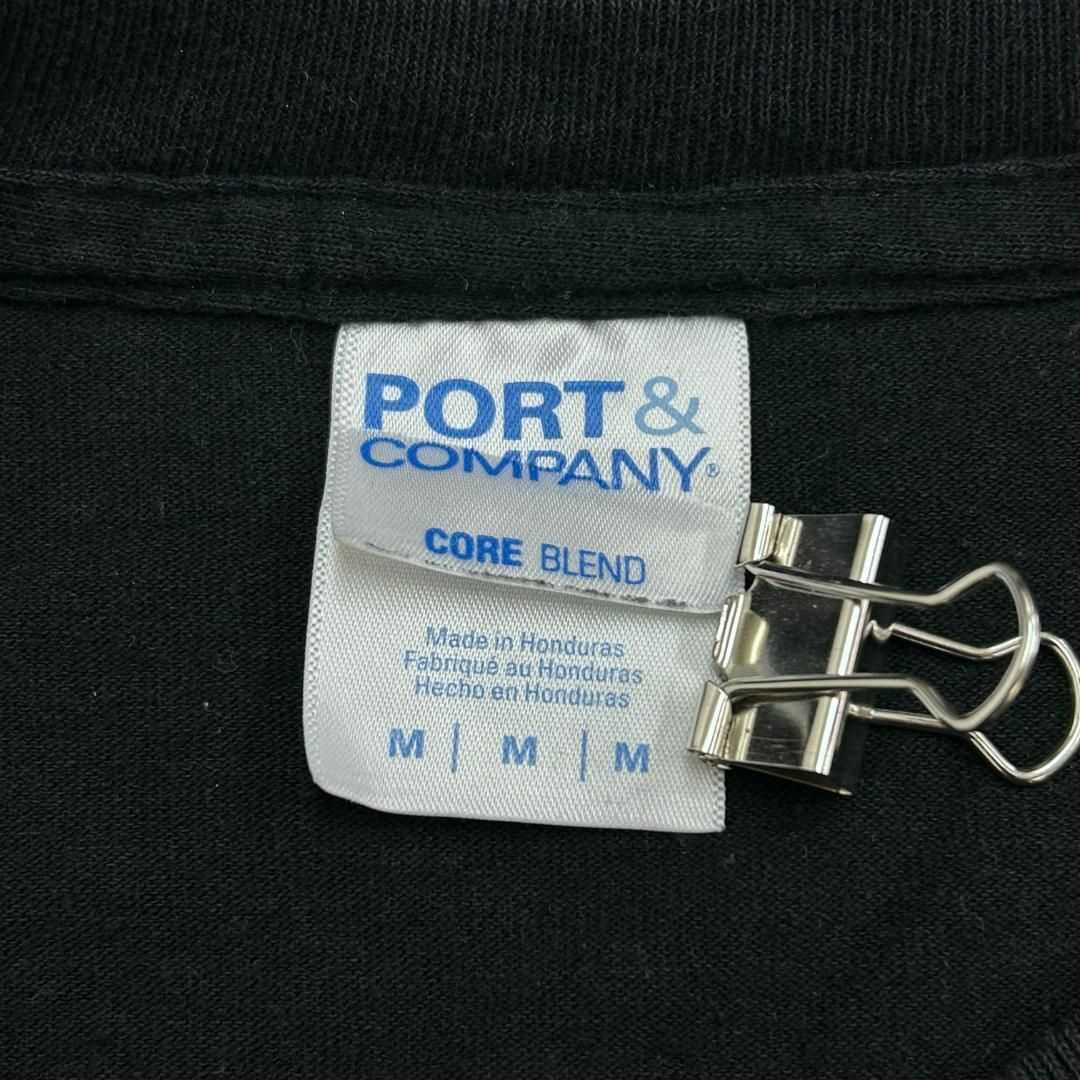 PORT &
COMPANY®
CORE BLEND
Made in Honduras
Fabriqué au Honduras
Hecho en Honduras
M | M | M